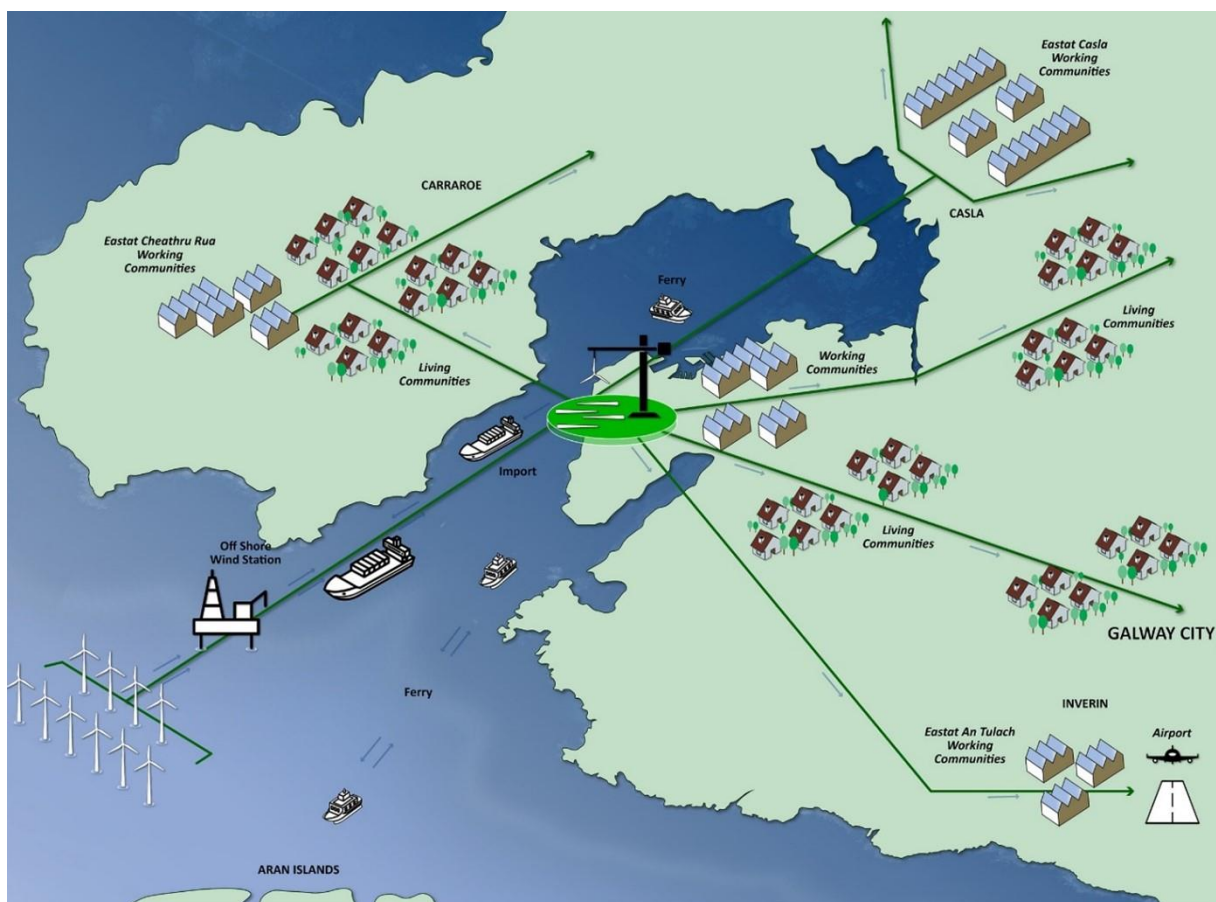 Eastat Casla
Working
Communities
CARRAROE
CASLA
Eastat Cheathru Rua
Working
Communities
Ferry
Living
Communities
Working
Communities
Living
Communities
Import
Living
Communities
Off Shore
Wind Station
GALWAY CITY
Ferry
INVERIN
Eastat An Tulach
Working
Communities
Airport
ARAN ISLANDS